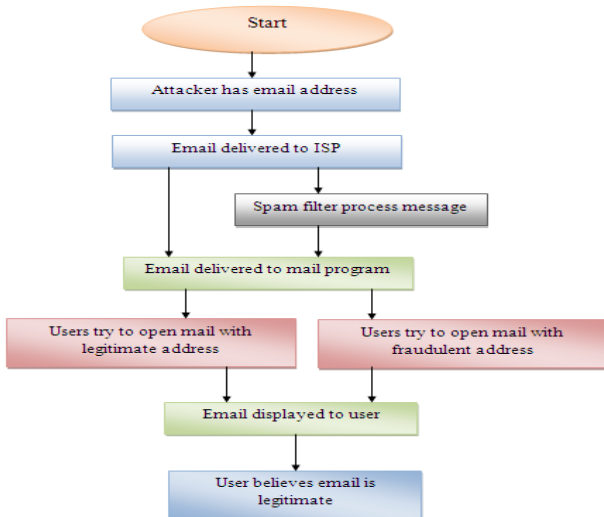 Start
Attacker has email address
Email delivered to ISP
Spam filter process message
Email delivered to mail program
Users try to open mail with
legitimate address
Users try to open mail with
fraudulent address
Email displayed to user
User believes email is
legitimate